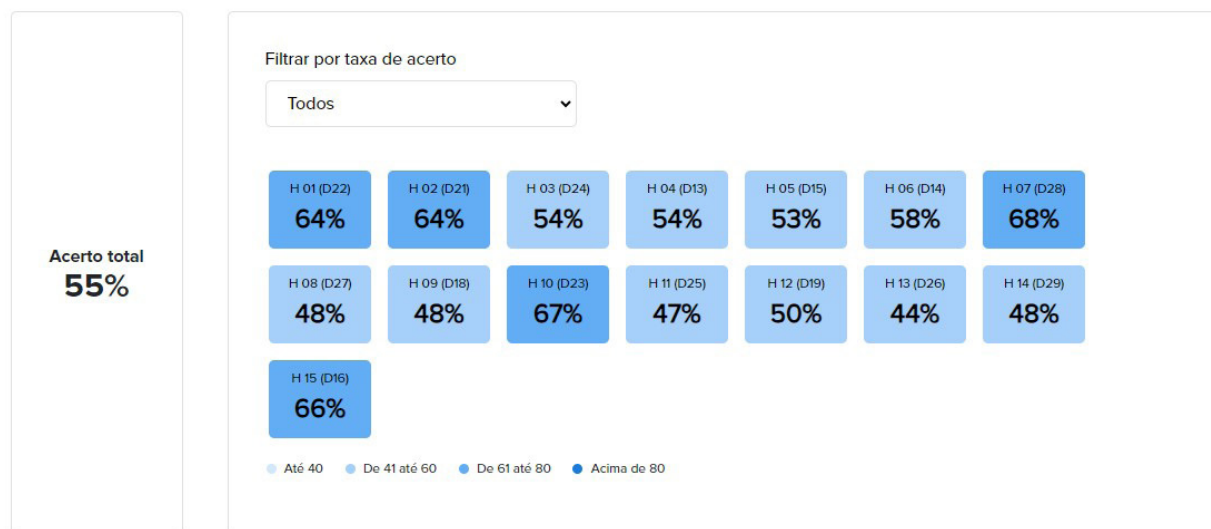 Acerto total
55%
Filtrar por taxa de acerto
Todos
H 01 (D22) H 02 (D21) H 03 (D24) H 04 (D13) H 05 (D15) H 06 (D14) H 07 (D28)
64% 64% 54% 54% 53% 58% 68%
H 08 (D27) H 09 (D18) H 10 (D23) H 11 (D25) H 12 (D19) H 13 (D26) H 14 (D29)
48% 48% 67% 47% 50% 44% 48%
H 15 (D16)
66%
Até 40 De 41 até 60 De 61 até 80 Acima de 80